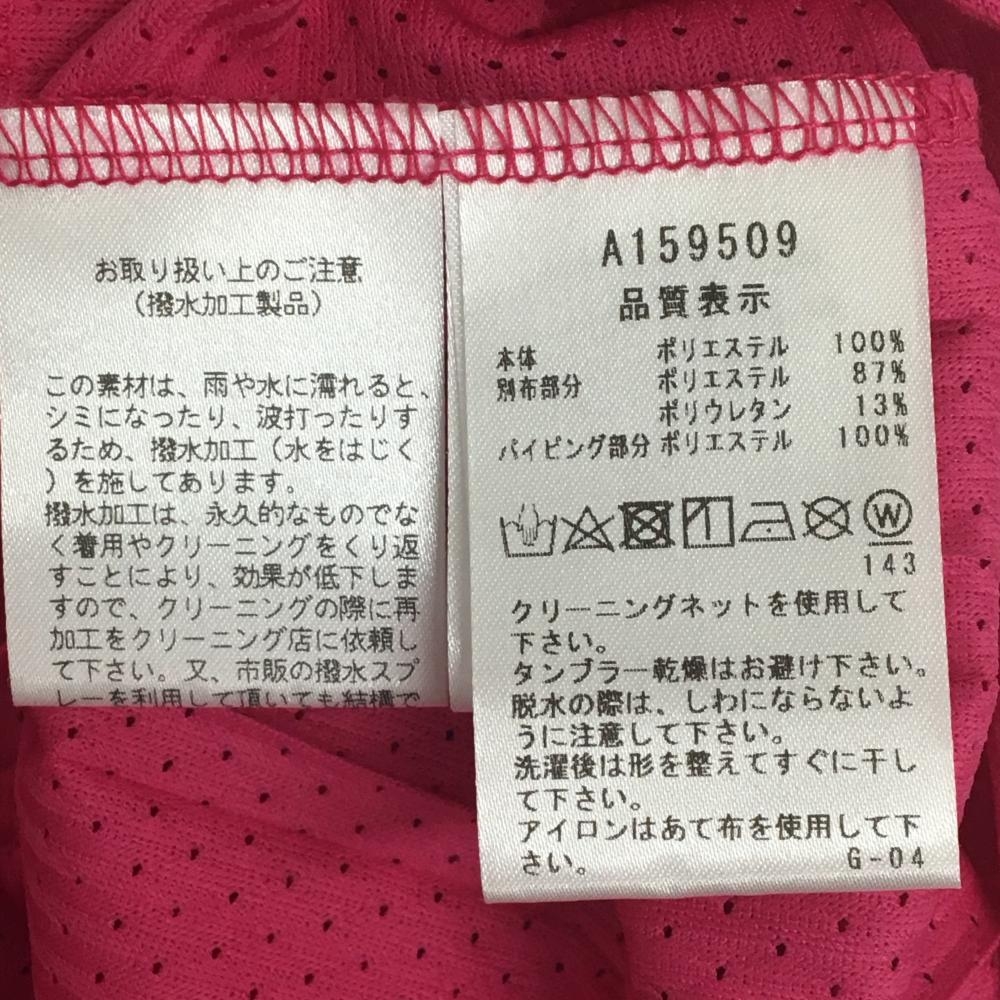 お取り扱い上のご注意
(撥水加工製品)
この素材は、雨や水に濡れると、
シミになったり、波打ったりす
るため、撥水加工（水をはじく
）を施してあります。
撥水加工は、永久的なものでな
く着用やクリーニングをくり返
すことにより、効果が低下しま
すので、クリーニングの際に再
加工をクリーニング店に依頼し
て下さい。又、市販の撥水スプ
レーを利用して頂いても結構で
A159509
品質表示
本体 ポリエステル 100%
別布部分 ポリエステル 87%
ポリウレタン 13%
パイピング部分 ポリエステル 100%
W
143
クリーニングネットを使用して
下さい。
タンブラー乾燥はお避け下さい。
脱水の際は、しわにならないよ
うに注意して下さい。
洗濯後は形を整えてすぐに干し
て下さい。
アイロンはあて布を使用して下
さい。
G-04